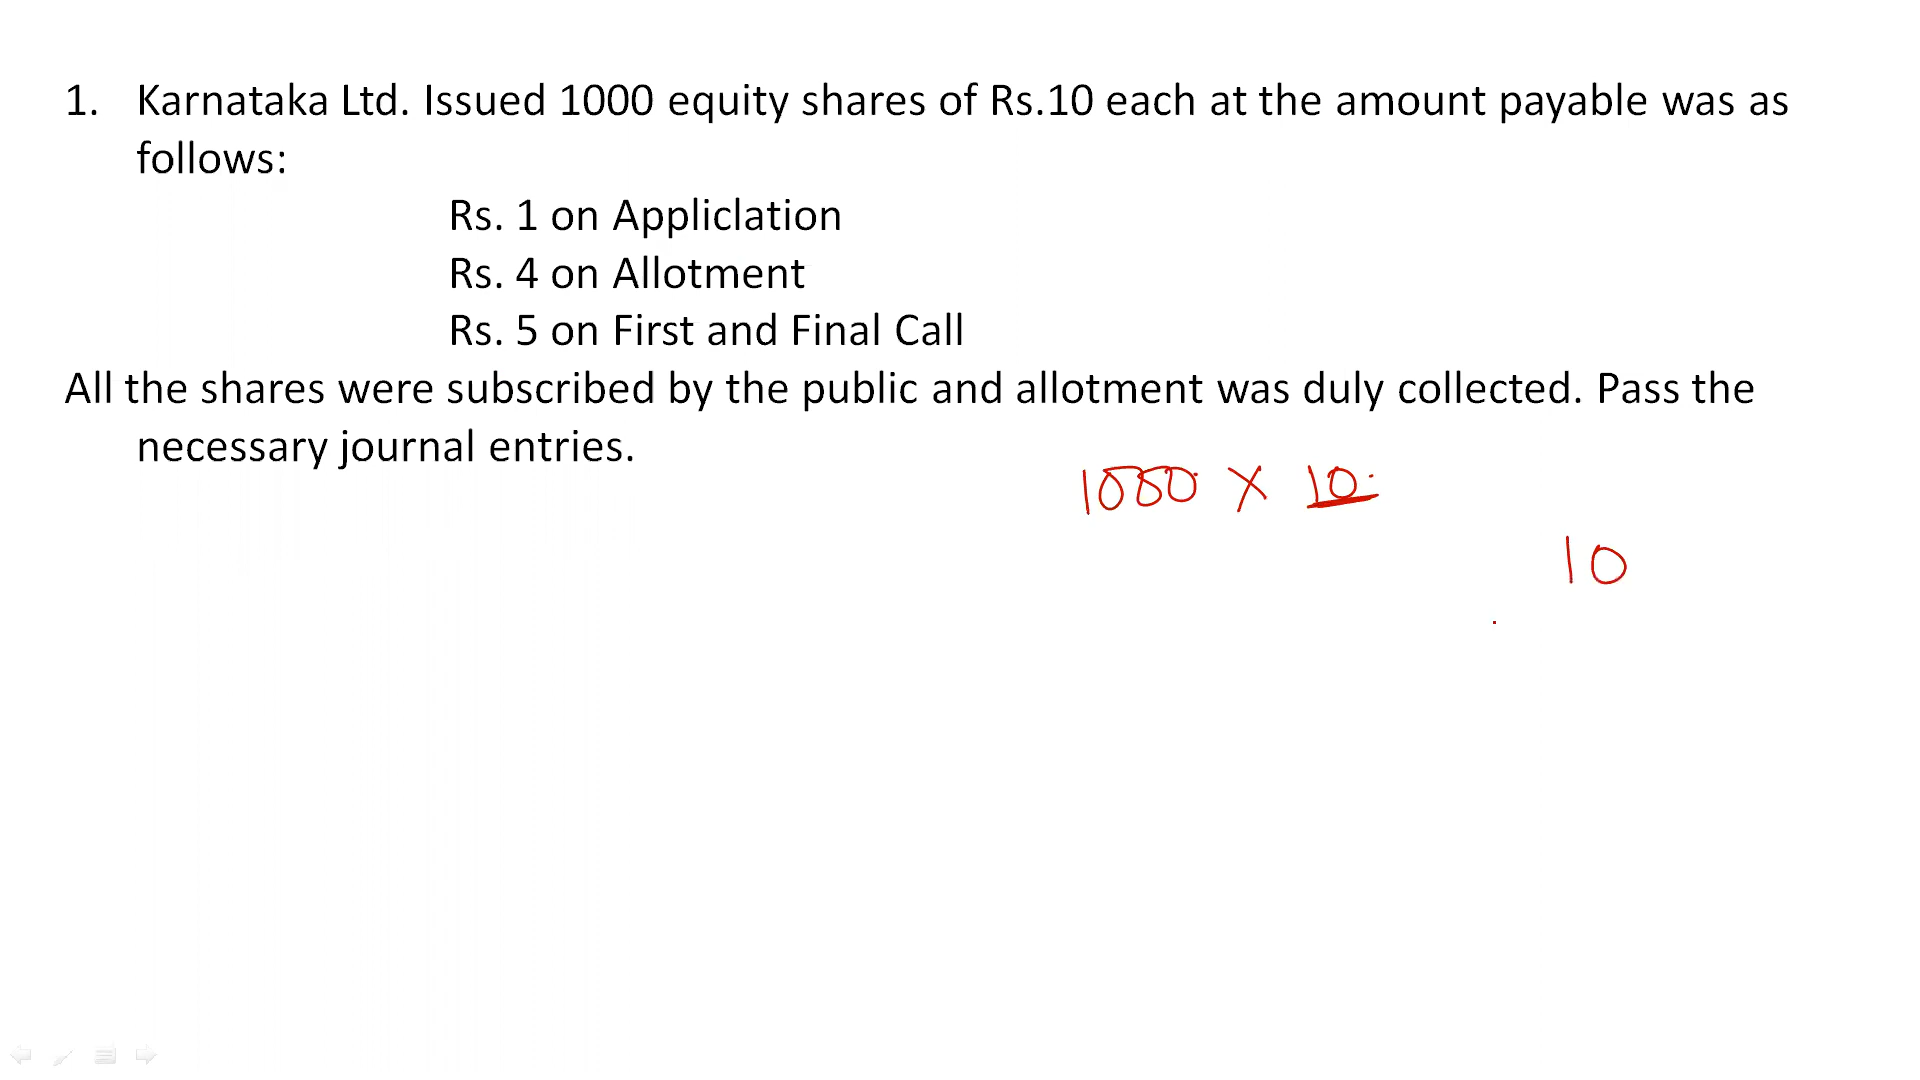 1. Karnataka Ltd. Issued 1000 equity shares of Rs.10 each at the amount payable was as
follows:
Rs. 1 on Appliclation
Rs. 4 on Allotment
Rs. 5 on First and Final Call
All the shares were subscribed by the public and allotment was duly collected. Pass the
necessary journal entries.
1000 X 10
10